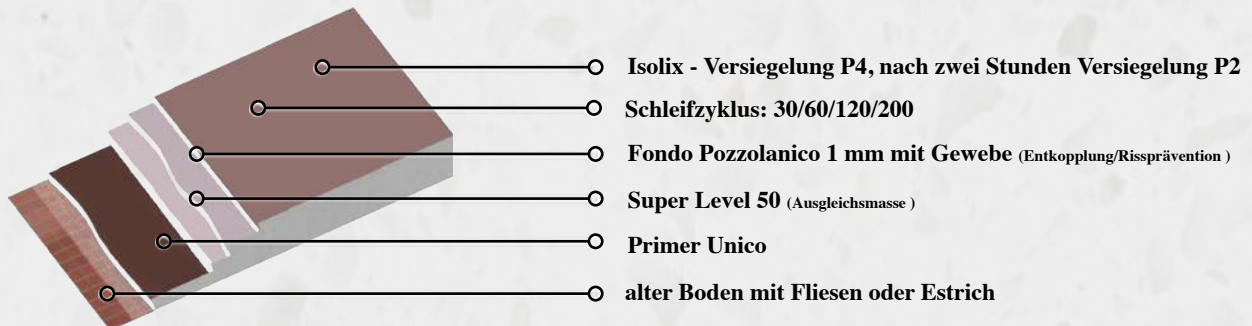 Isolix - Versiegelung P4, nach zwei Stunden Versiegelung P2
Schleifzyklus: 30/60/120/200
Fondo Pozzolanico 1 mm mit Gewebe (Entkopplung/Rissprävention )
Super Level 50 (Ausgleichsmasse )
Primer Unico
alter Boden mit Fliesen oder Estrich